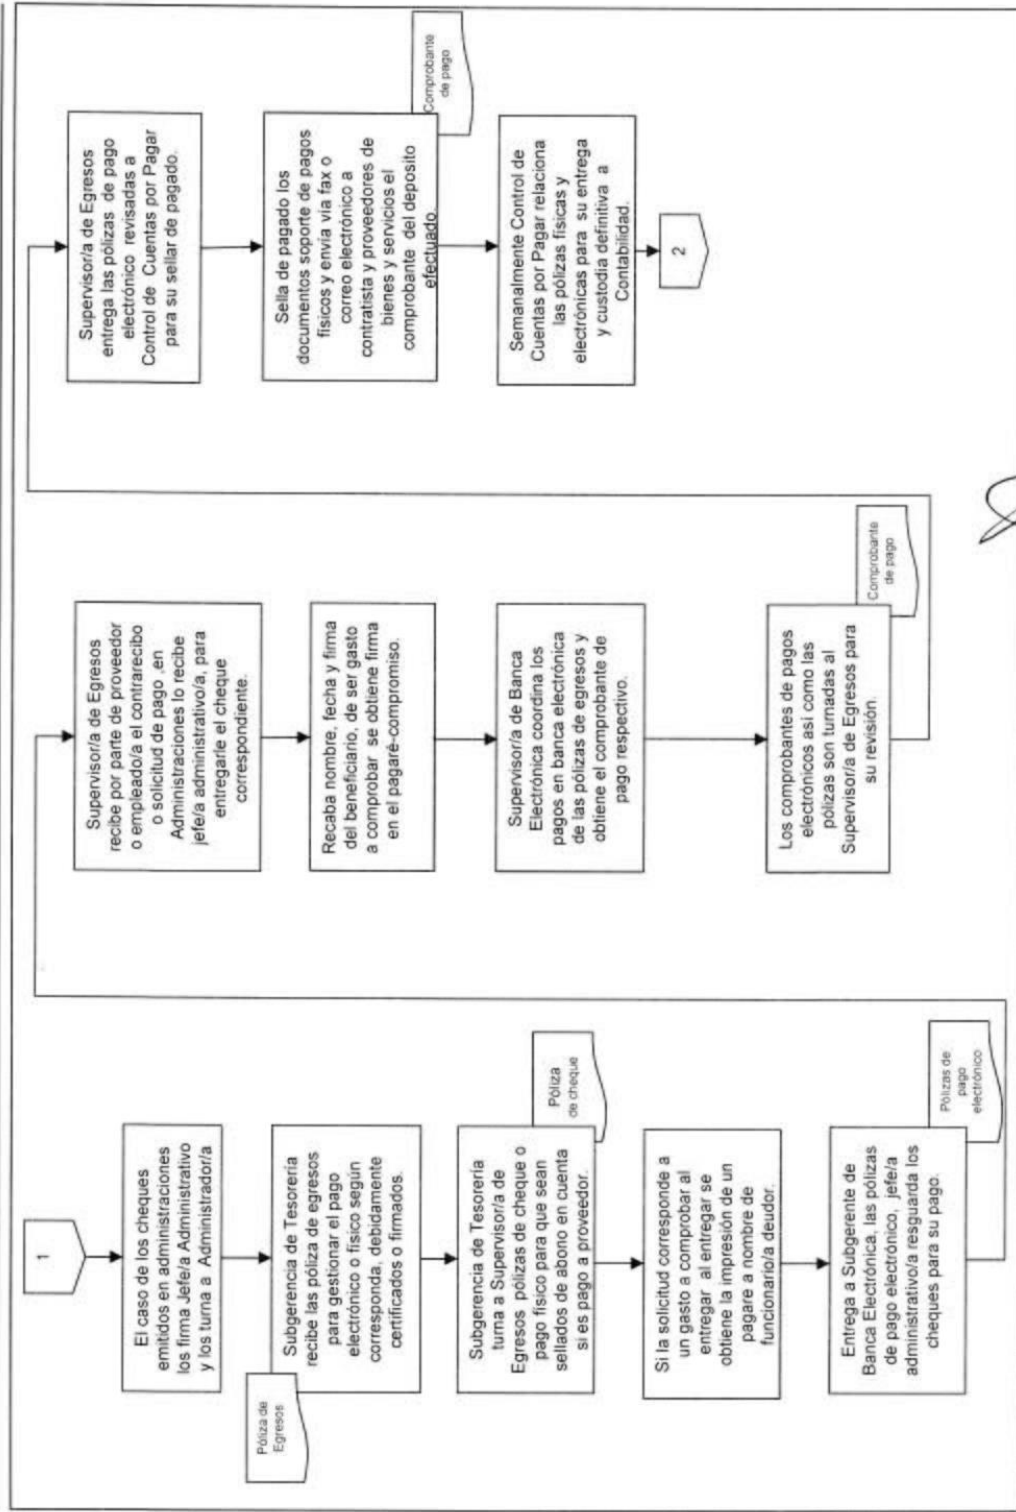 1
El caso de los cheques
emitidos en administraciones
los firma Jefe/a Administrativo
y los turna a Administrador/a
Subgerencia de Tesorería
recibe las póliza de egresos
para gestionar el pago
electrónico o físico según
corresponda, debidamente
certificados o firmados.
Póliza de
Egresos
Subgerencia de Tesorería
turna a Supervisor/a de
Egresos pólizas de cheque o
pago físico para que sean
sellados de abono en cuenta
si es pago a proveedor.
Póliza
de cheque
Si la solicitud corresponde a
un gasto a comprobar al
entregar al entregar se
obtiene la impresión de un
pagare a nombre de
funcionario/a deudor.
Entrega a Subgerente de
Banca Electrónica, las pólizas
de pago electrónico, jefe/a
administrativo/a resguarda los
cheques para su pago.
Pólizas de
pago
electrónico
Supervisor/a de Egresos
recibe por parte de proveedor
o empleado/a el contrarecibo
o solicitud de pago ,en
Administraciones lo recibe
jefe/a administrativo/a, para
entregarle el cheque
correspondiente.
Recaba nombre, fecha y firma
del beneficiario, de ser gasto
a comprobar se obtiene firma
en el pagaré-compromiso.
Supervisor/a de Banca
Electrónica coordina los
pagos en banca electrónica
de las pólizas de egresos y
obtiene el comprobante de
pago respectivo.
Los comprobantes de pagos
electrónicos así como las
pólizas son turnadas al
Supervisor/a de Egresos para
su revisión.
Comprobante
de pago
Supervisor/a de Egresos
entrega las pólizas de pago
electrónico revisadas a
Control de Cuentas por Pagar
para su sellar de pagado.
Sella de pagado los
documentos soporte de pagos
físicos y envía vía fax o
correo electrónico a
contratista y proveedores de
bienes y servicios el
comprobante del deposito
efectuado.
Comprobante
de pago
Semanalmente Control de
Cuentas por Pagar relaciona
las pólizas físicas y
electrónicas para su entrega
y custodia definitiva a
Contabilidad.
2